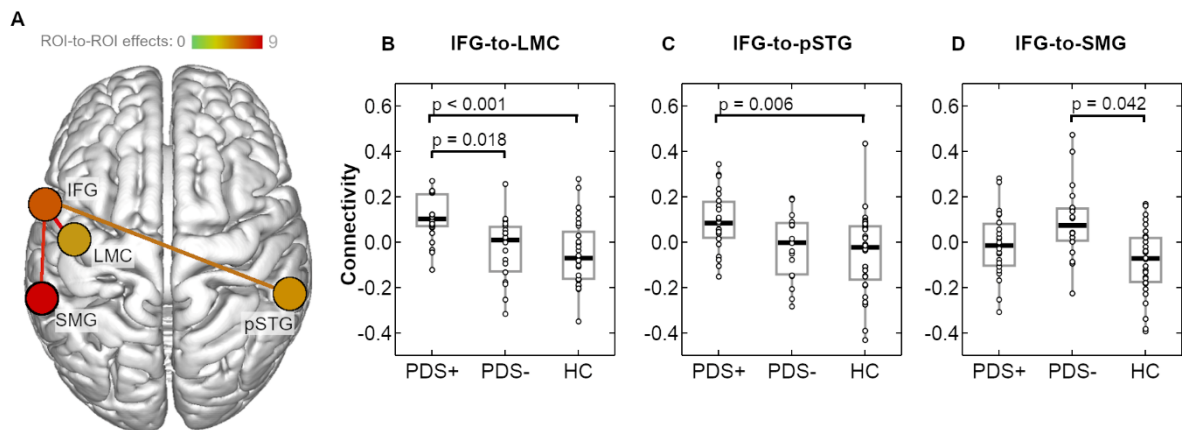 A
ROI-to-ROI effects: 0 9
IFG
LMC
SMG
pSTG
B IFG-to-LMC
Connectivity
0.6
0.4
0.2
0.0
-0.2
-0.4
p < 0.001
p = 0.018
PDS+ PDS- HC
C IFG-to-pSTG
0.6
0.4
0.2
0.0
-0.2
-0.4
p = 0.006
PDS+ PDS- HC
D IFG-to-SMG
0.6
0.4
0.2
0.0
-0.2
-0.4
p = 0.042
PDS+ PDS- HC